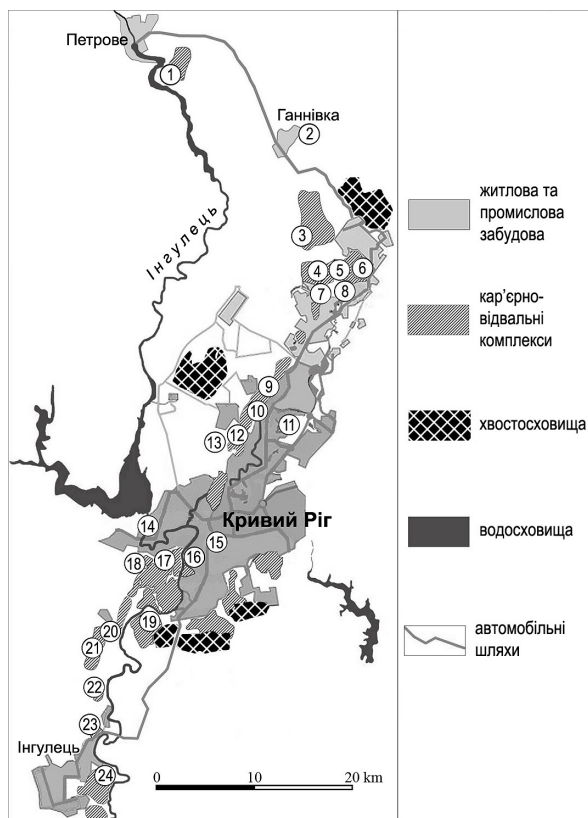 Петрове
1
Ганнівка
2
Інгулець
3
4
5
6
7
8
9
10
11
12
13
Кривий Ріг
14
15
16
17
18
19
20
21
22
23
Інгулець
24
0
10
20 km
житлова та
промислова
забудова
кар'єрно-
відвальні
комплекси
хвостосховища
водосховища
автомобільні
шляхи